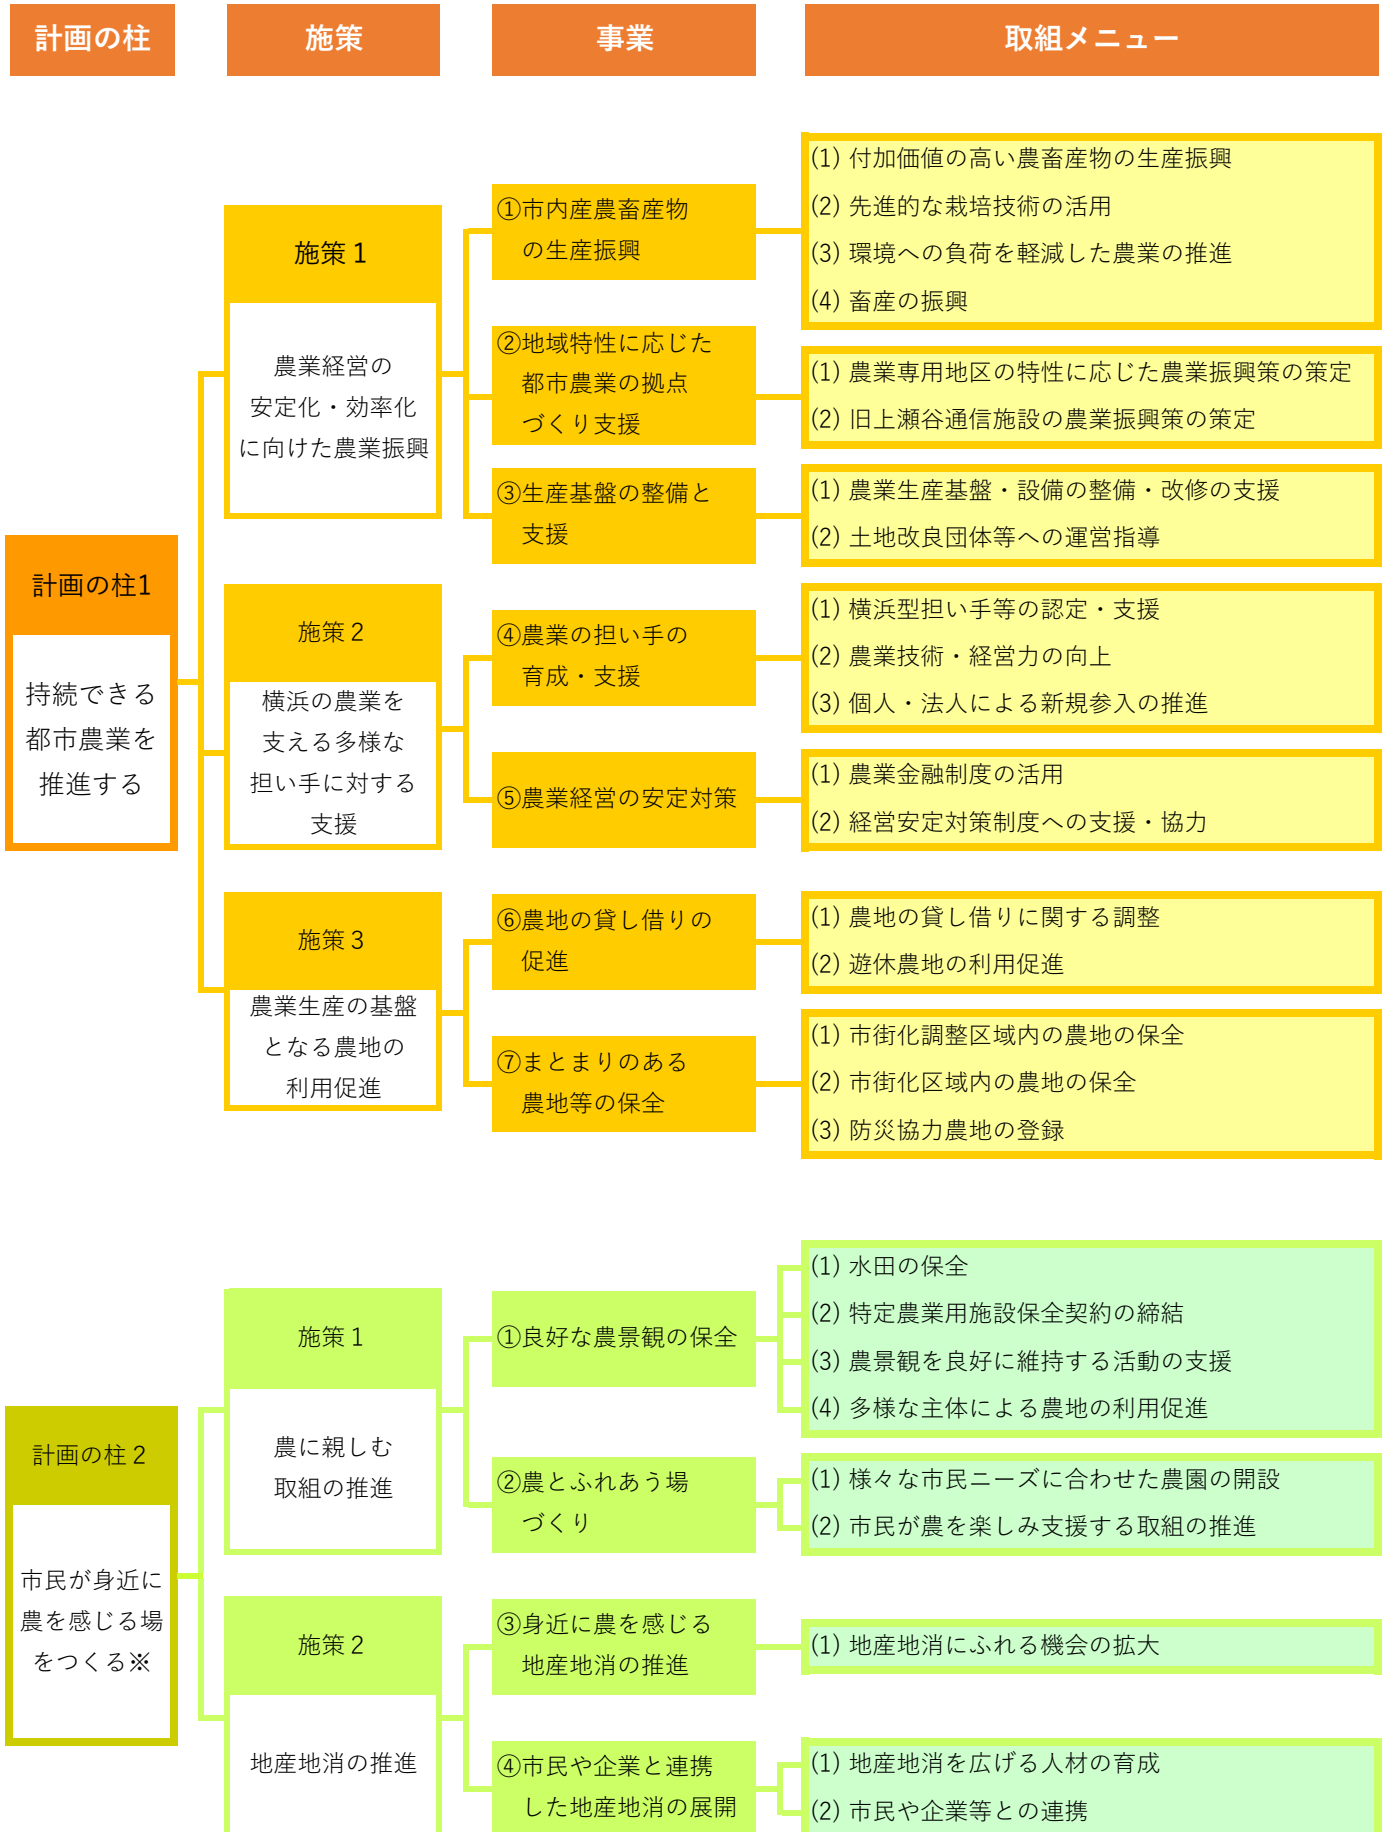 計画の柱
施策
事業
取組メニュー
計画の柱1
持続できる
都市農業を
推進する
施策1
農業経営の
安定化・効率化
に向けた農業振興
①市内産農畜産物
の生産振興
(1) 付加価値の高い農畜産物の生産振興
(2) 先進的な栽培技術の活用
(3) 環境への負荷を軽減した農業の推進
(4) 畜産の振興
②地域特性に応じた
都市農業の拠点
づくり支援
(1) 農業専用地区の特性に応じた農業振興策の策定
(2) 旧上瀬谷通信施設の農業振興策の策定
③生産基盤の整備と
支援
(1) 農業生産基盤・設備の整備・改修の支援
(2) 土地改良団体等への運営指導
施策2
横浜の農業を
支える多様な
担い手に対する
支援
④農業の担い手の
育成・支援
(1) 横浜型担い手等の認定・支援
(2) 農業技術・経営力の向上
(3) 個人・法人による新規参入の推進
⑤農業経営の安定対策
(1) 農業金融制度の活用
(2) 経営安定対策制度への支援・協力
施策3
農業生産の基盤
となる農地の
利用促進
⑥農地の貸し借りの
促進
(1) 農地の貸し借りに関する調整
(2) 遊休農地の利用促進
⑦まとまりのある
農地等の保全
(1) 市街化調整区域内の農地の保全
(2) 市街化区域内の農地の保全
(3) 防災協力農地の登録
計画の柱2
市民が身近に
農を感じる場
をつくる※
施策1
農に親しむ
取組の推進
①良好な農景観の保全
(1) 水田の保全
(2) 特定農業用施設保全契約の締結
(3) 農景観を良好に維持する活動の支援
(4) 多様な主体による農地の利用促進
②農とふれあう場
づくり
(1) 様々な市民ニーズに合わせた農園の開設
(2) 市民が農を楽しみ支援する取組の推進
施策2
地産地消の推進
③身近に農を感じる
地産地消の推進
(1) 地産地消にふれる機会の拡大
④市民や企業と連携
した地産地消の展開
(1) 地産地消を広げる人材の育成
(2) 市民や企業等との連携